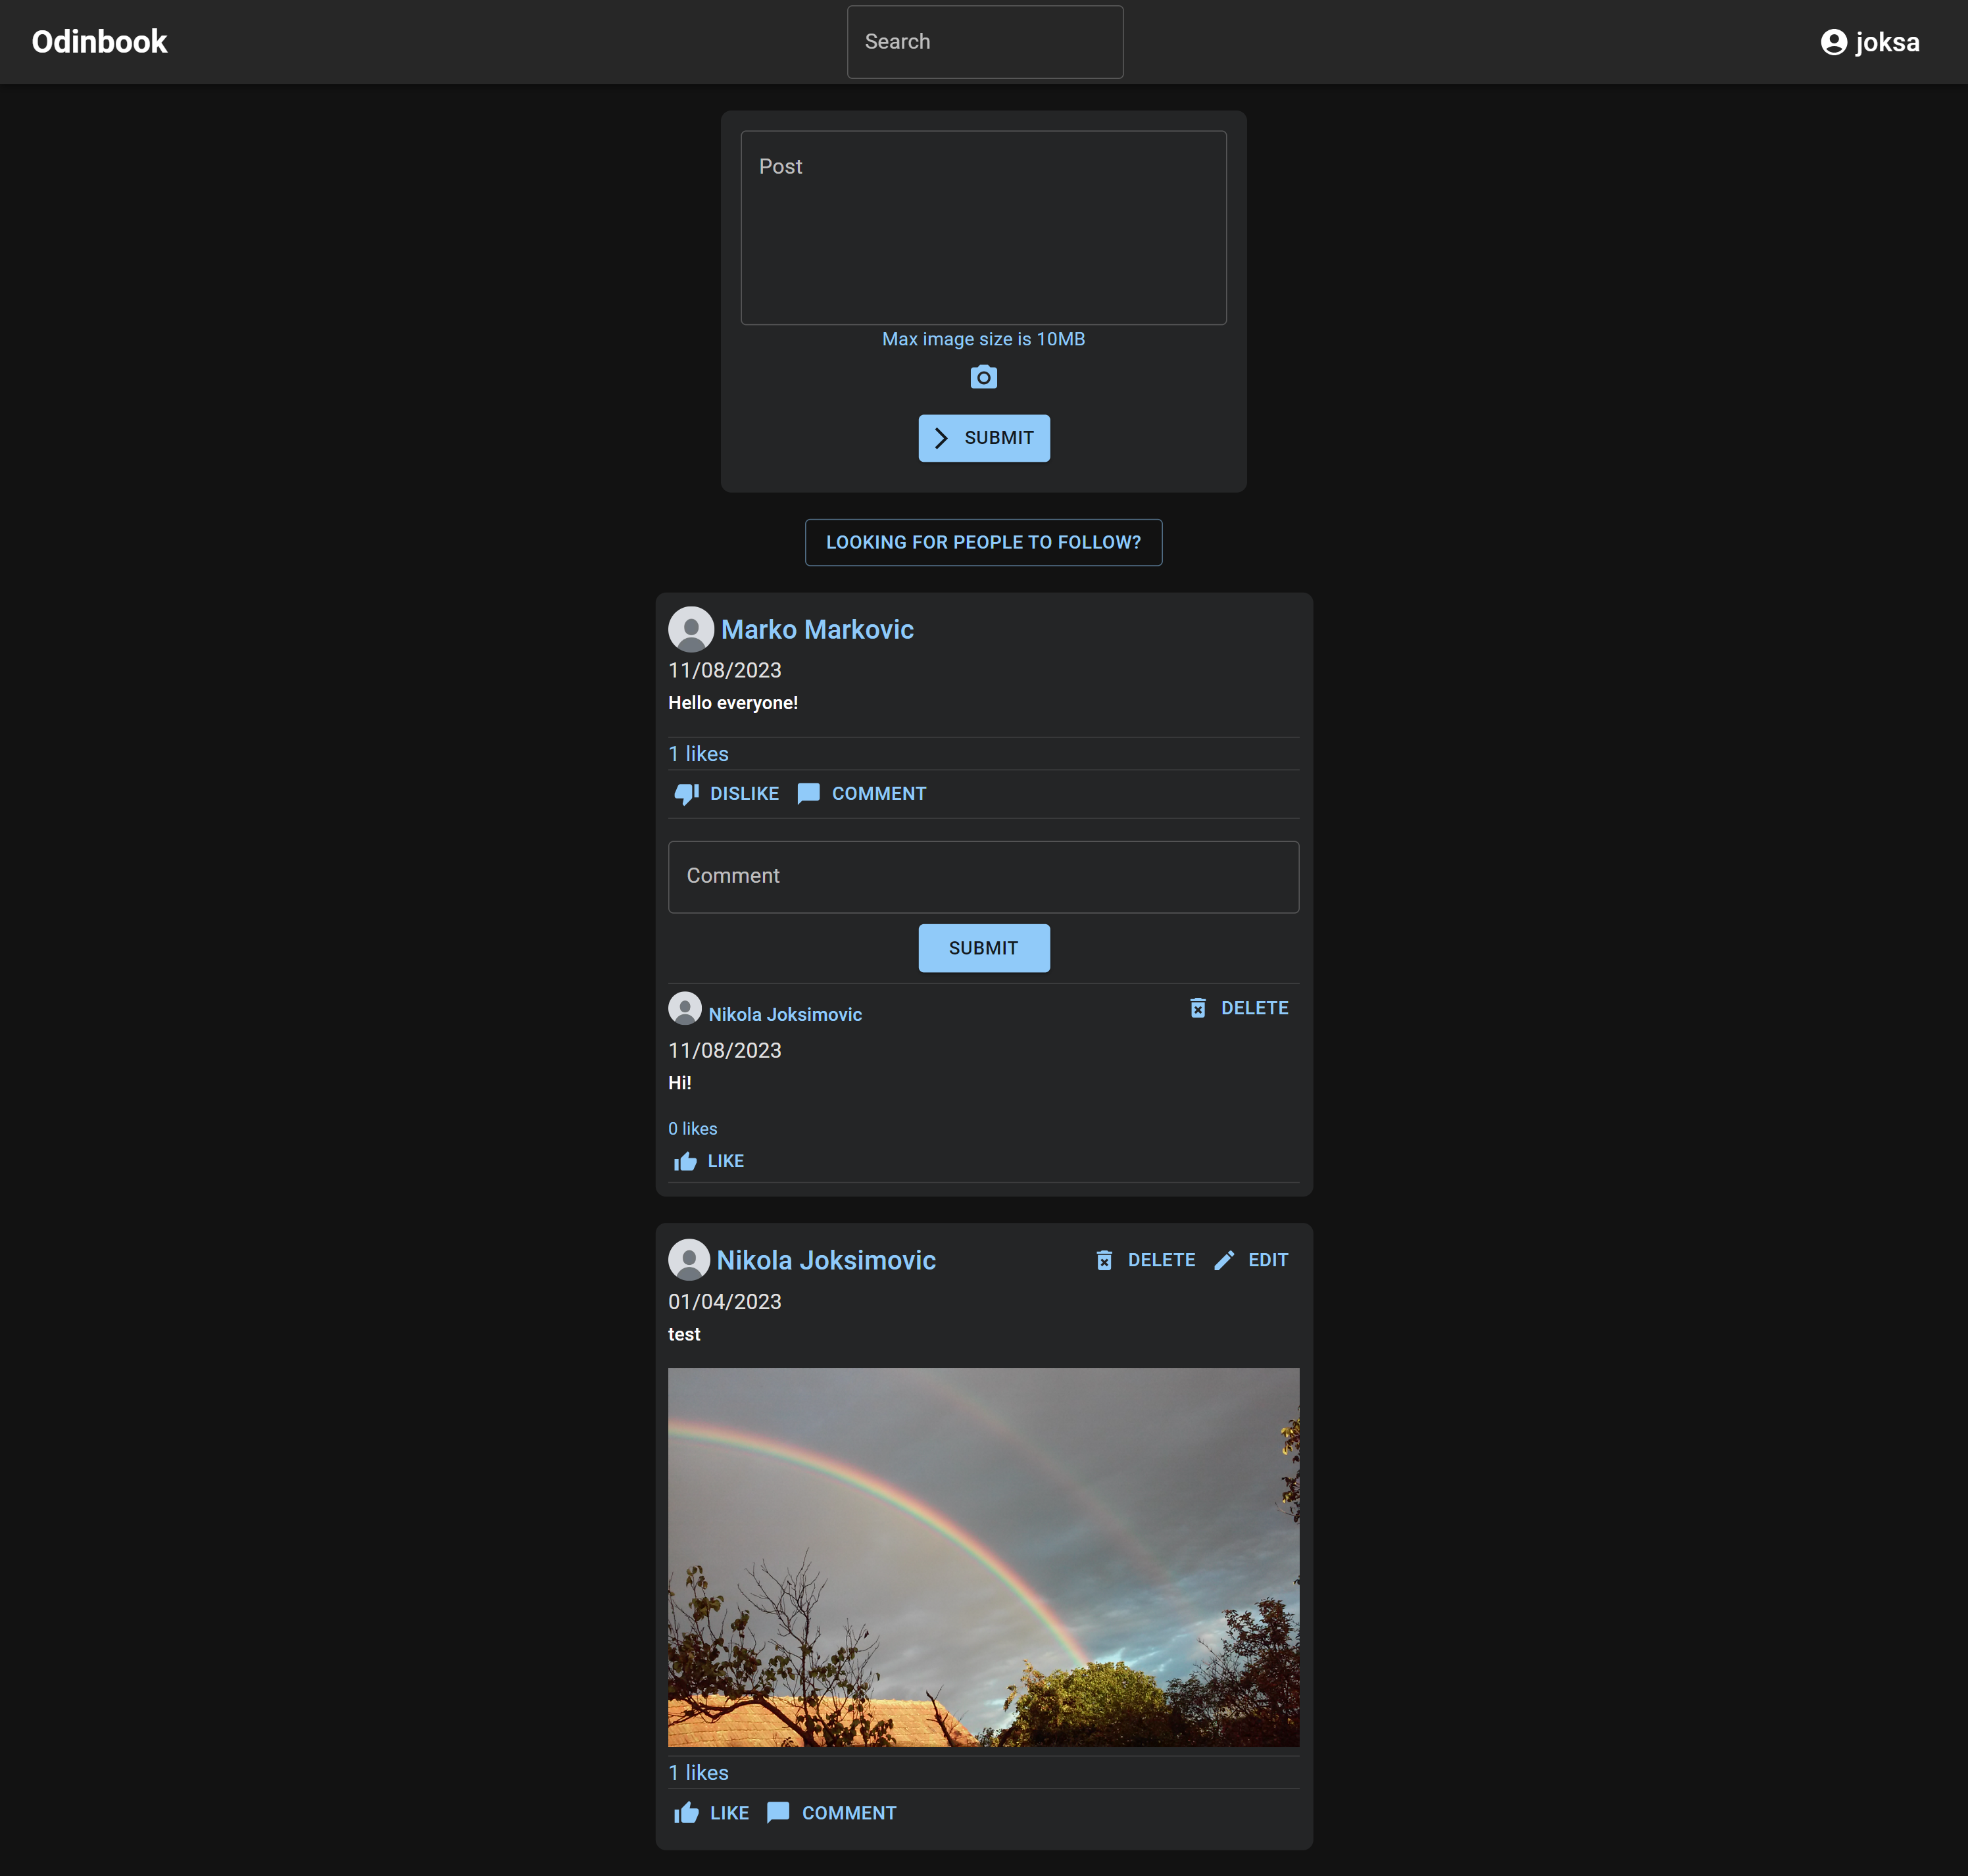 Odinbook
Search
joksa
Post
Max image size is 10MB
SUBMIT
LOOKING FOR PEOPLE TO FOLLOW?
Marko Markovic
11/08/2023
Hello everyone!
1 likes
DISLIKE COMMENT
Comment
SUBMIT
Nikola Joksimovic DELETE
11/08/2023
Hi!
0 likes
LIKE
Nikola Joksimovic DELETE EDIT
01/04/2023
test
1 likes
LIKE COMMENT